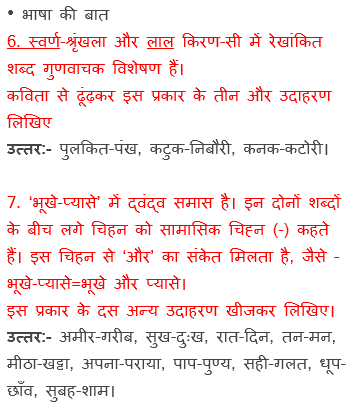 • भाषा की बात
6. स्वर्ण-श्रृंखला और लाल किरण-सी में रेखांकित
शब्द गुणवाचक विशेषण हैं।
कविता से ढूंढ़कर इस प्रकार के तीन और उदाहरण
लिखिए
उत्तर:- पुलकित-पंख, कटुक-निबौरी, कनक-कटोरी।
7. ‘भूखे-प्यासे’ में द्वंद्व समास है। इन दोनों शब्दों
के बीच लगे चिहन को सामासिक चिह्न (-) कहते
हैं। इस चिहन से ‘और’ का संकेत मिलता है, जैसे -
भूखे-प्यासे=भूखे और प्यासे।
इस प्रकार के दस अन्य उदाहरण खीजकर लिखिए।
उत्तर:- अमीर-गरीब, सुख-दुःख, रात-दिन, तन-मन,
मीठा-खट्टा, अपना-पराया, पाप-पुण्य, सही-गलत, धूप-
छाँव, सुबह-शाम।